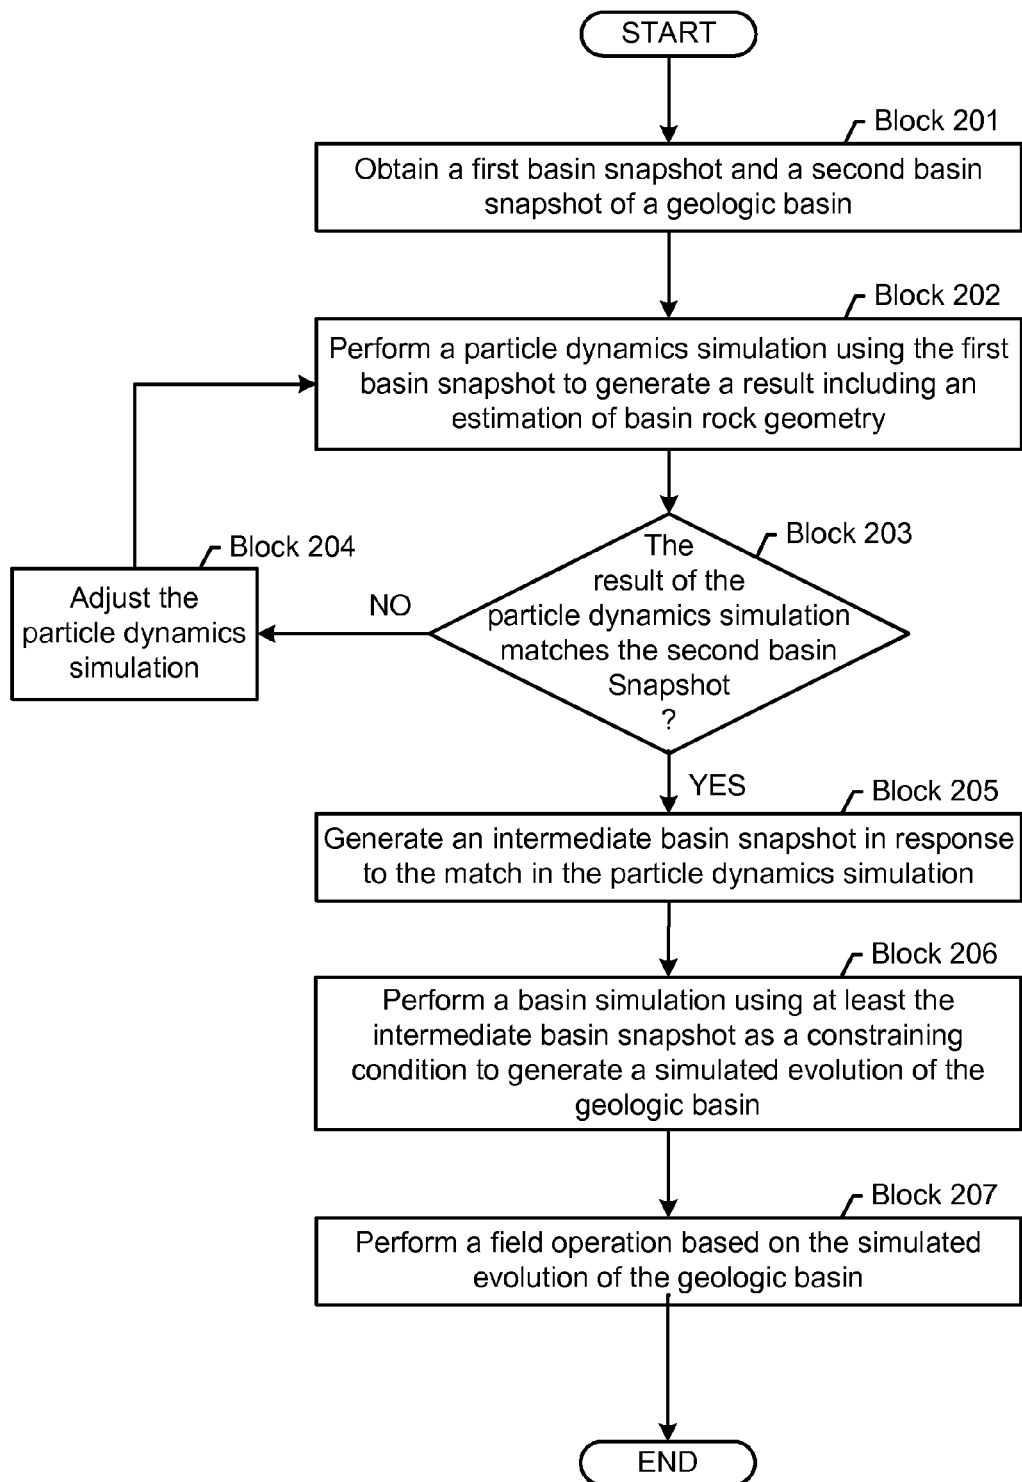 START
Block 201
Obtain a first basin snapshot and a second basin
snapshot of a geologic basin
Block 202
Perform a particle dynamics simulation using the first
basin snapshot to generate a result including an
estimation of basin rock geometry
Block 203
The
result of the
particle dynamics simulation
matches the second basin
Snapshot
?
NO
Block 204
Adjust the
particle dynamics
simulation
YES
Block 205
Generate an intermediate basin snapshot in response
to the match in the particle dynamics simulation
Block 206
Perform a basin simulation using at least the
intermediate basin snapshot as a constraining
condition to generate a simulated evolution of the
geologic basin
Block 207
Perform a field operation based on the simulated
evolution of the geologic basin
END